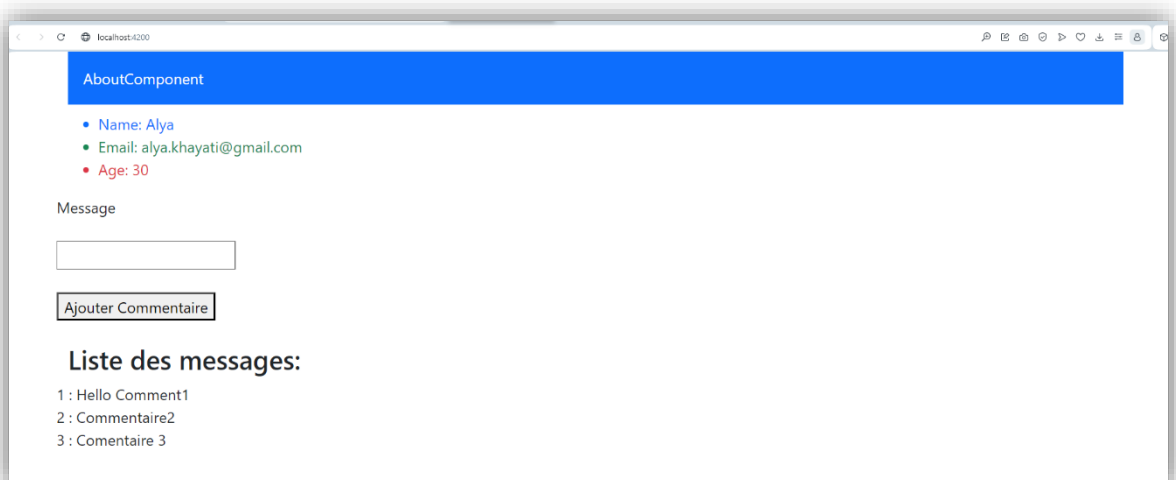 localhost:4200
AboutComponent
Name: Alya
Email: alya.khayati@gmail.com
Age: 30
Message
Ajouter Commentaire
Liste des messages:
1 : Hello Comment1
2 : Commentaire2
3 : Comentaire 3